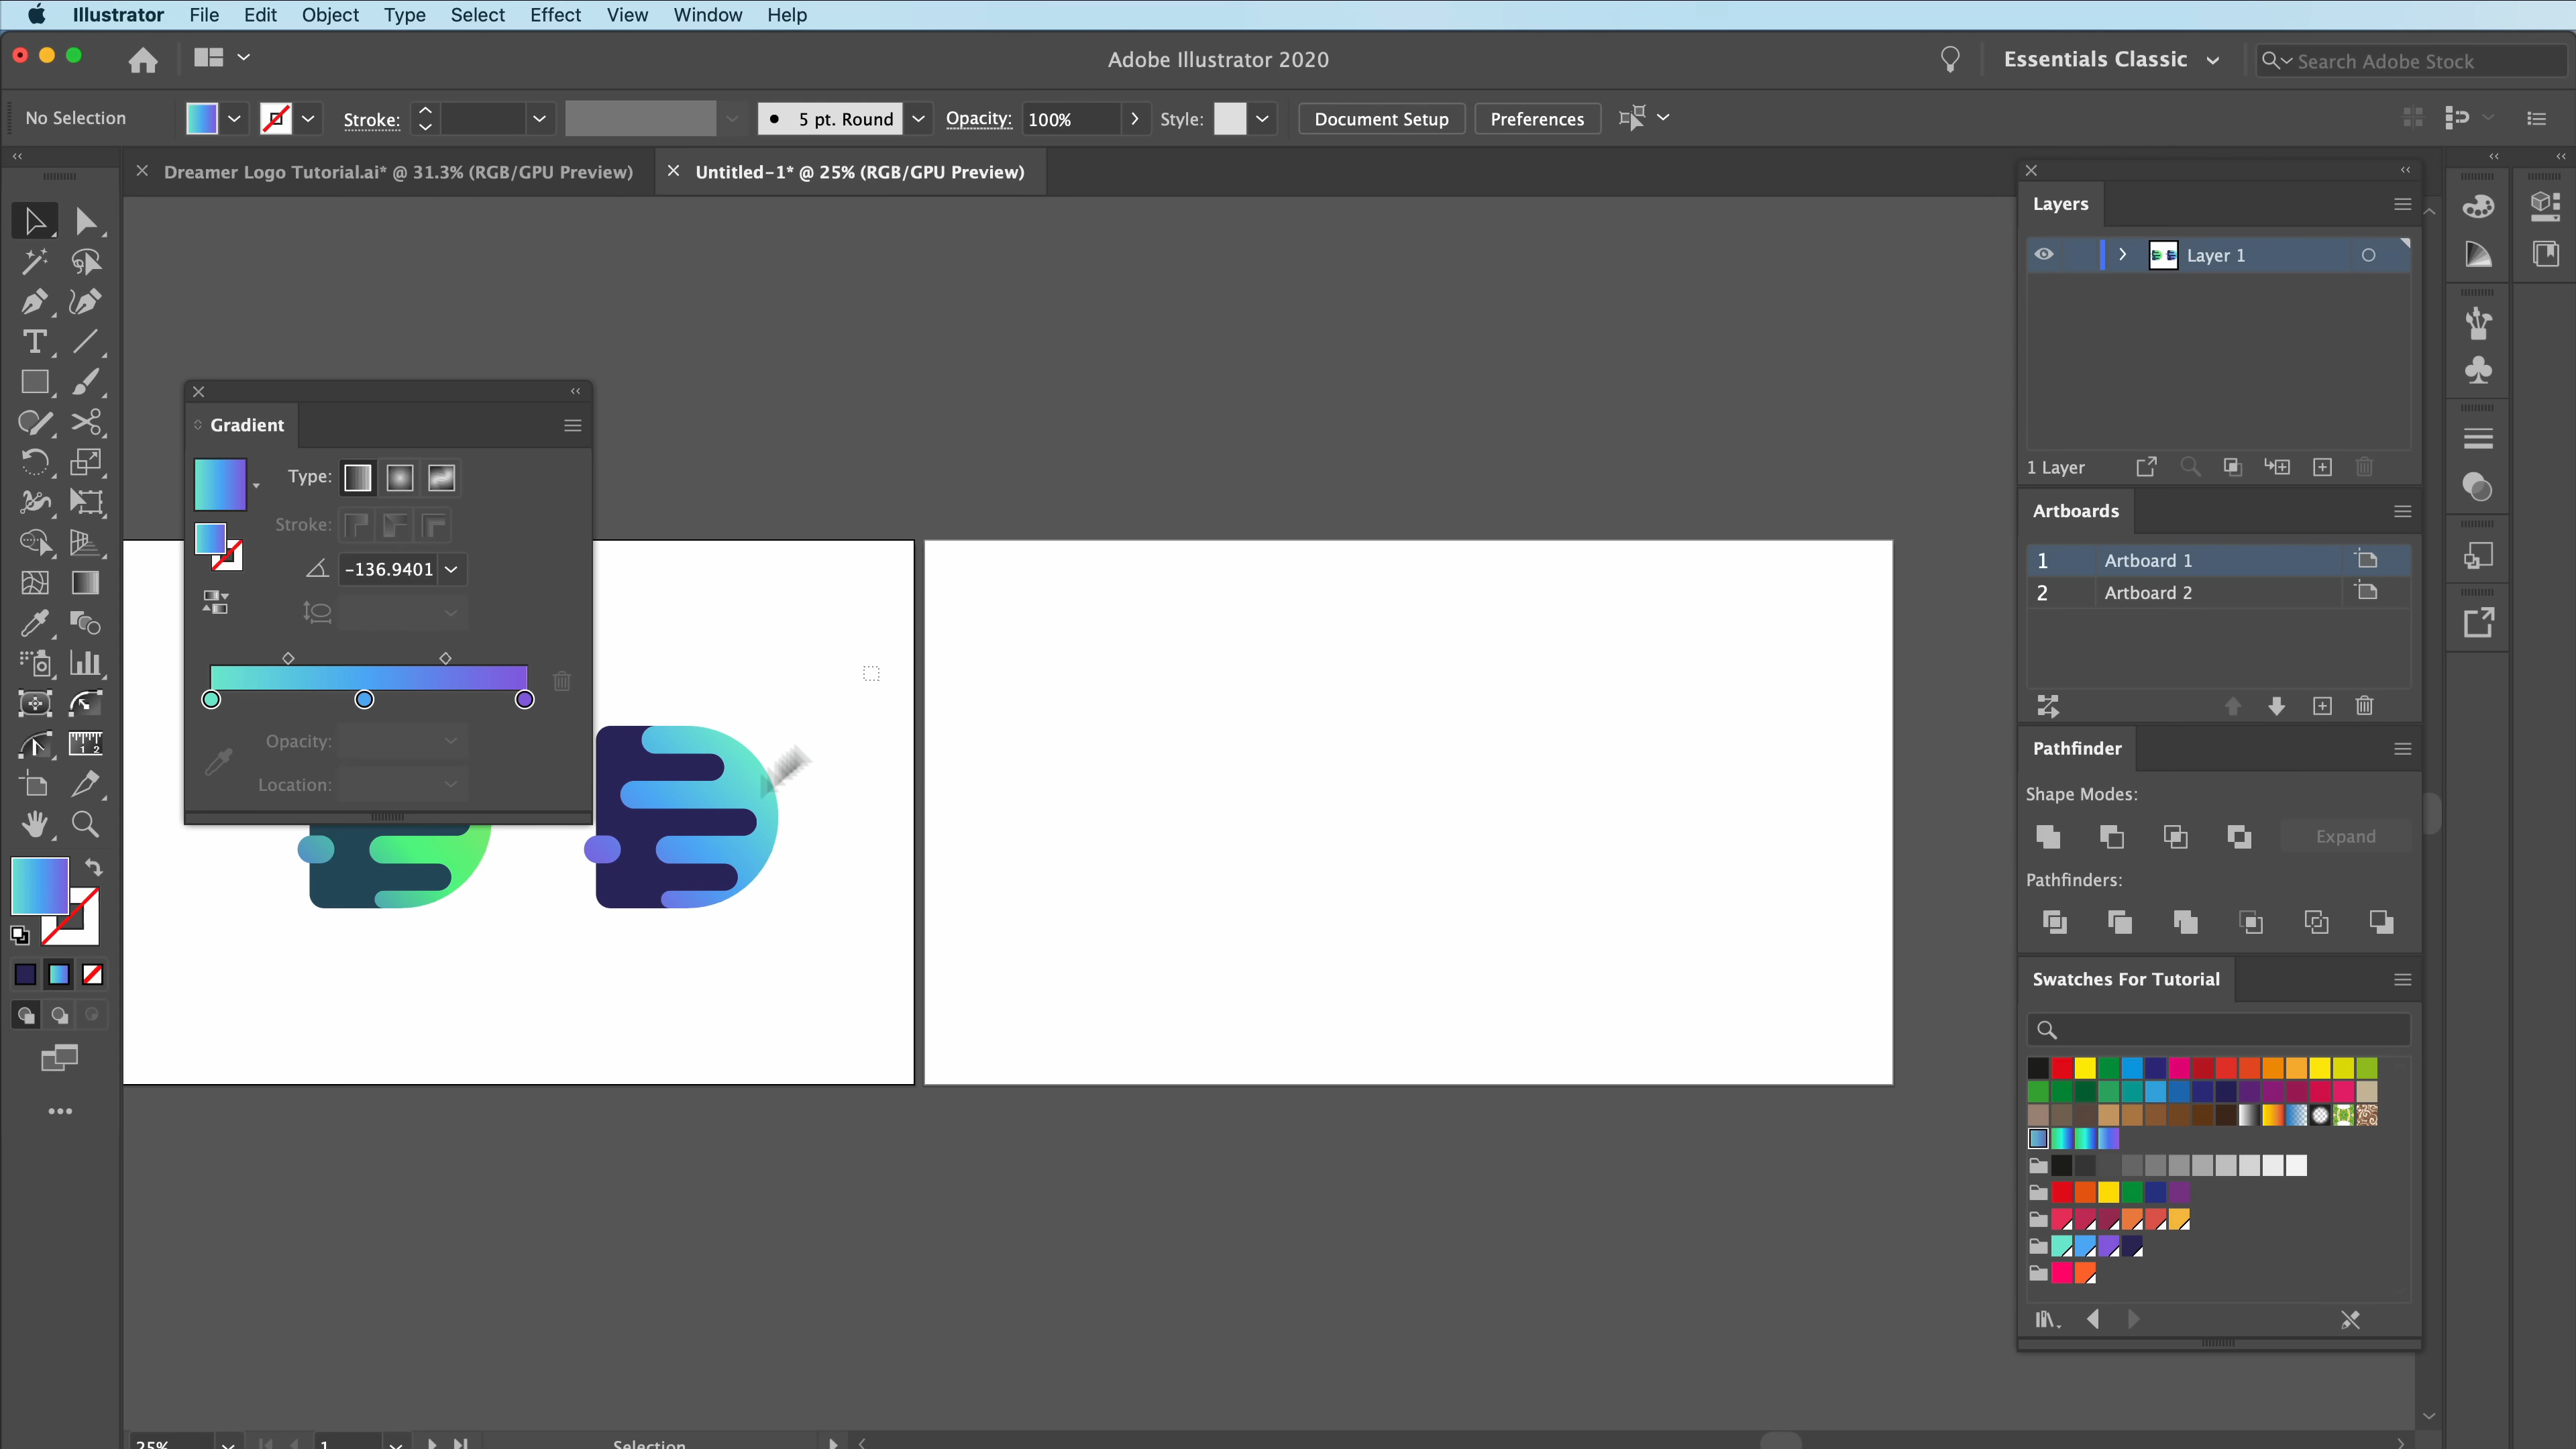 Illustrator File Edit Object Type Select Effect View Window Help
Adobe Illustrator 2020
Essentials Classic
Search Adobe Stock
No Selection
Stroke:
5 pt. Round
Opacity: 100%
Style:
Document Setup
Preferences
Dreamer Logo Tutorial.ai* @ 31.3% (RGB/GPU Preview)
Untitled-1* @ 25% (RGB/GPU Preview)
Gradient
Type:
Stroke:
-136.9401
Opacity:
Location:
Layers
Layer 1
1 Layer
Artboards
1 Artboard 1
2 Artboard 2
Pathfinder
Shape Modes:
Expand
Pathfinders:
Swatches For Tutorial
25%
1
Selection